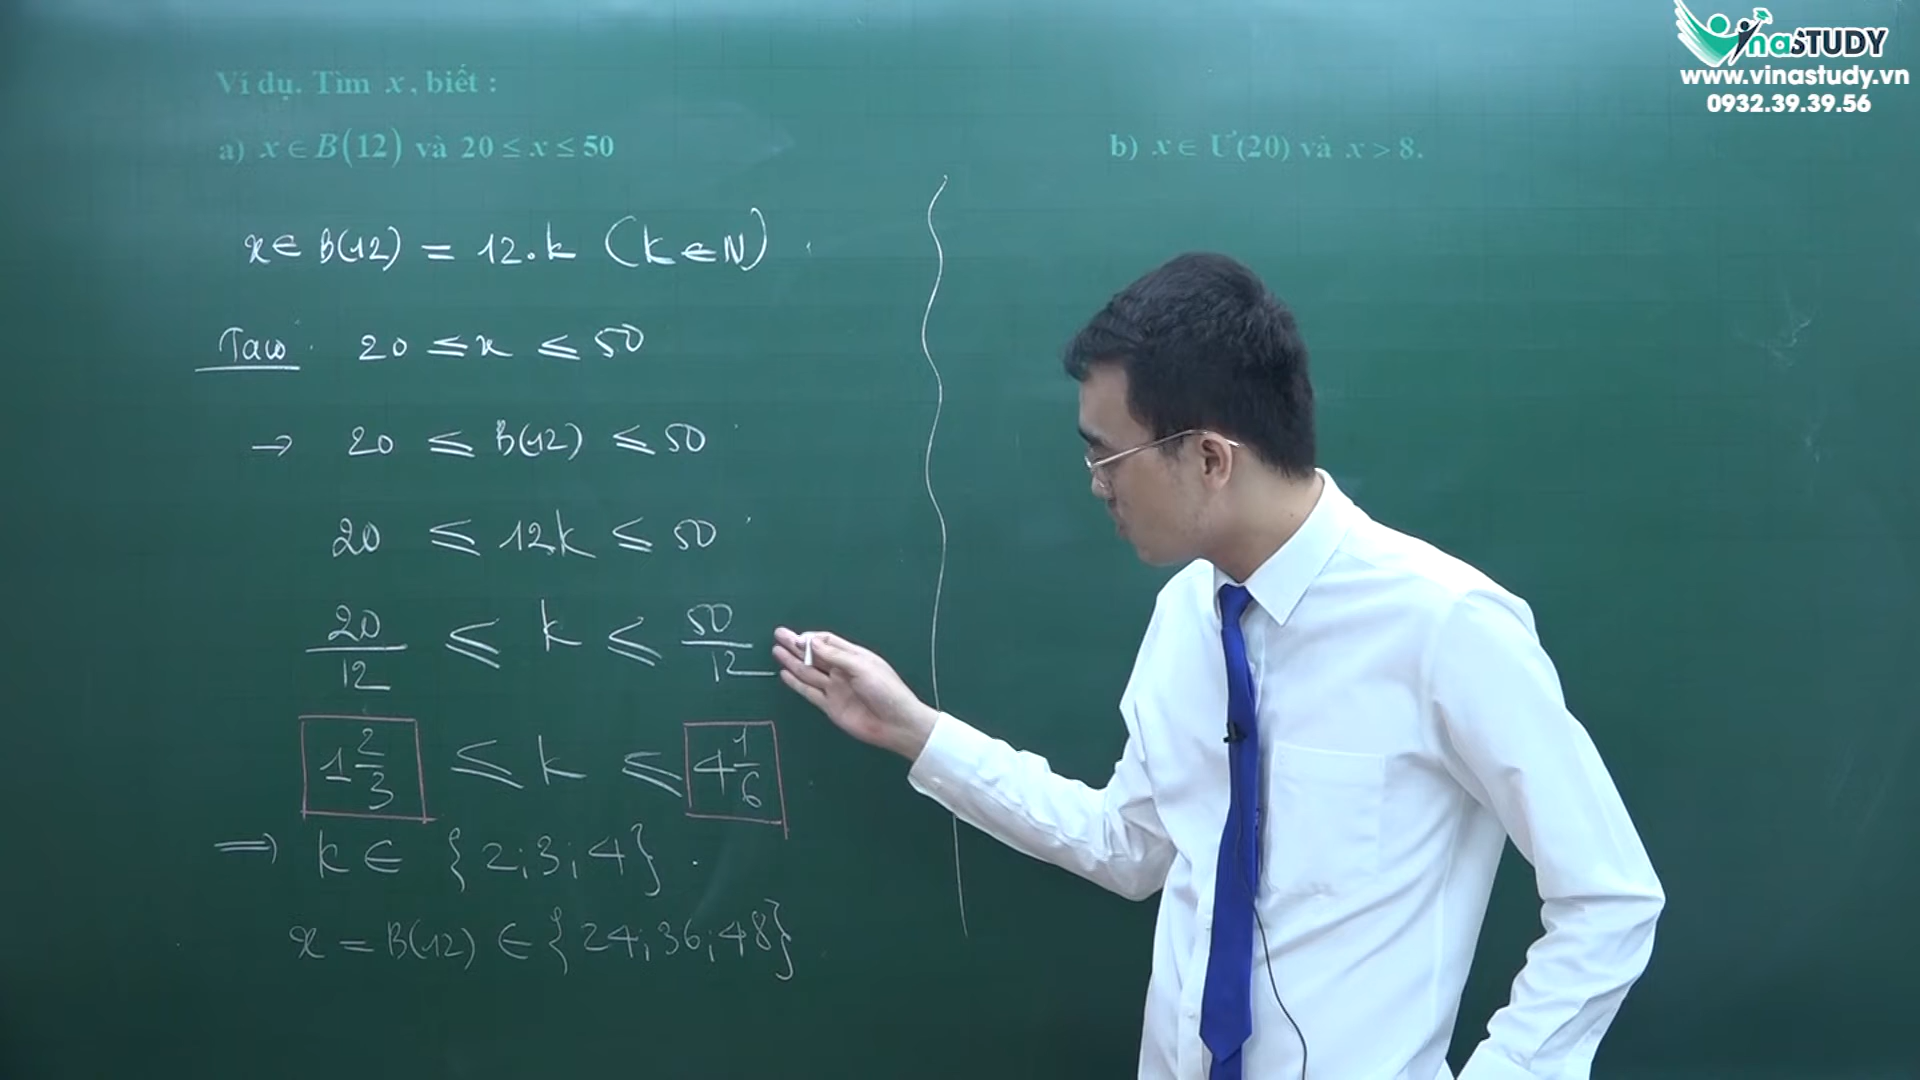 VinaSTUDY
www.vinastudy.vn
0932.39.39.56
Ví dụ. Tìm x, biết :
a) x ∈ B(12) và 20 ≤ x ≤ 50
x ∈ B(12) = 12.k (k ∈ N)
20 ≤ x ≤ 50
→ 20 ≤ B(12) ≤ 50
20 ≤ 12k ≤ 50
20/12 ≤ k ≤ 50/12
1 2/3 ≤ k ≤ 4 1/6
⇒ k ∈ {2;3;4}.
x = B(12) ∈ {24;36;48}
b) x ∈ Ư(20) và x > 8.